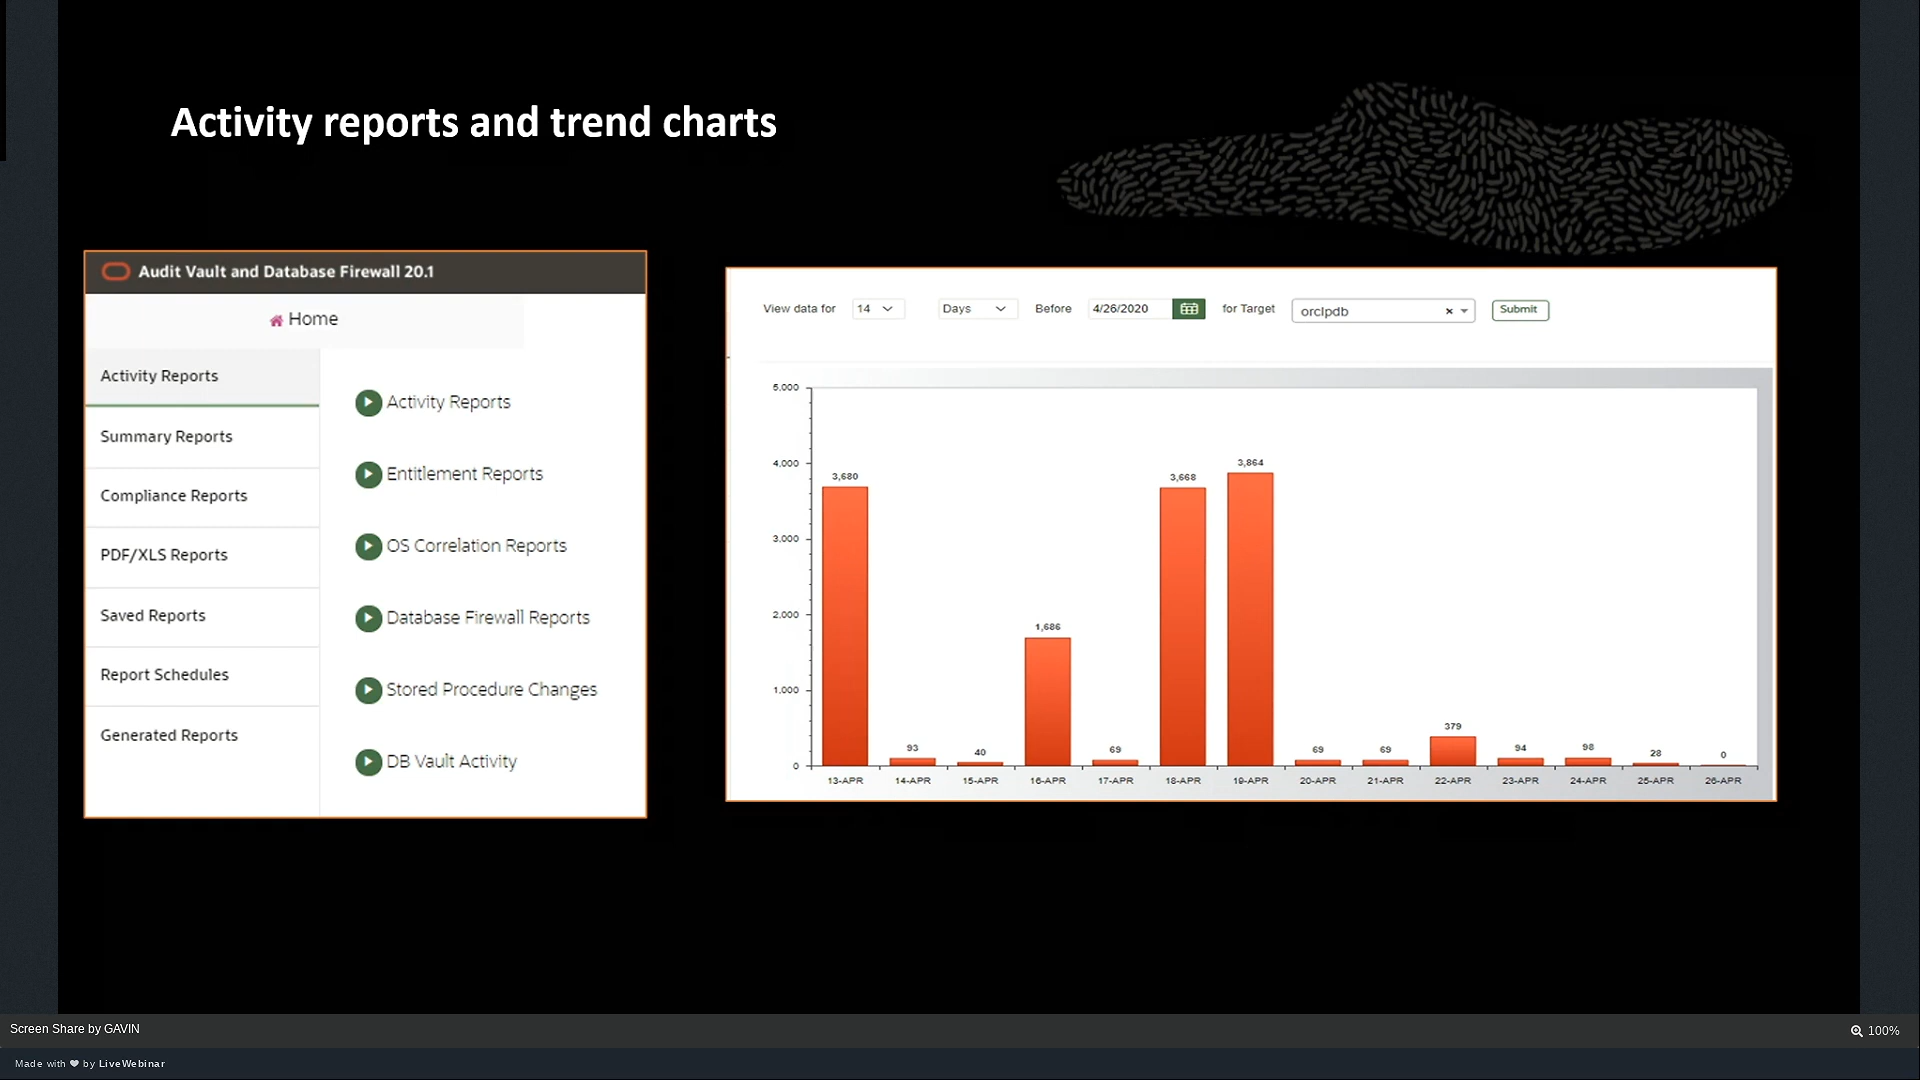 Activity reports and trend charts
Audit Vault and Database Firewall 20.1
Home
Activity Reports
Summary Reports
Compliance Reports
PDF/XLS Reports
Saved Reports
Report Schedules
Generated Reports
Activity Reports
Entitlement Reports
OS Correlation Reports
Database Firewall Reports
Stored Procedure Changes
DB Vault Activity
View data for 14 Days Before 4/26/2020 for Target orclpdb × Submit
5,000
4,000
3,000
2,000
1,000
0
3,680
93
40
1,686
69
3,668
3,864
69
69
379
94
98
28
0
13-APR 14-APR 15-APR 16-APR 17-APR 18-APR 19-APR 20-APR 21-APR 22-APR 23-APR 24-APR 25-APR 26-APR
Screen Share by GAVIN
100%
Made with ❤ by LiveWebinar